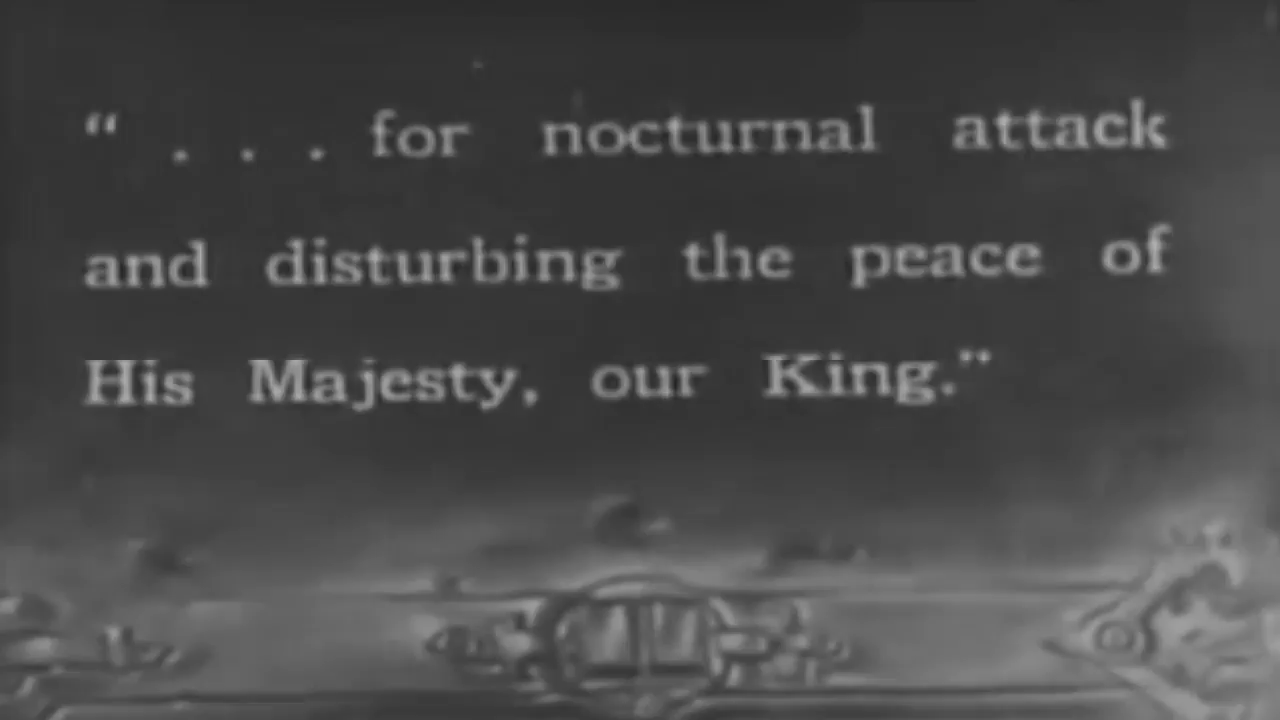 “ . . . for nocturnal attack
and disturbing the peace of
His Majesty, our King.”